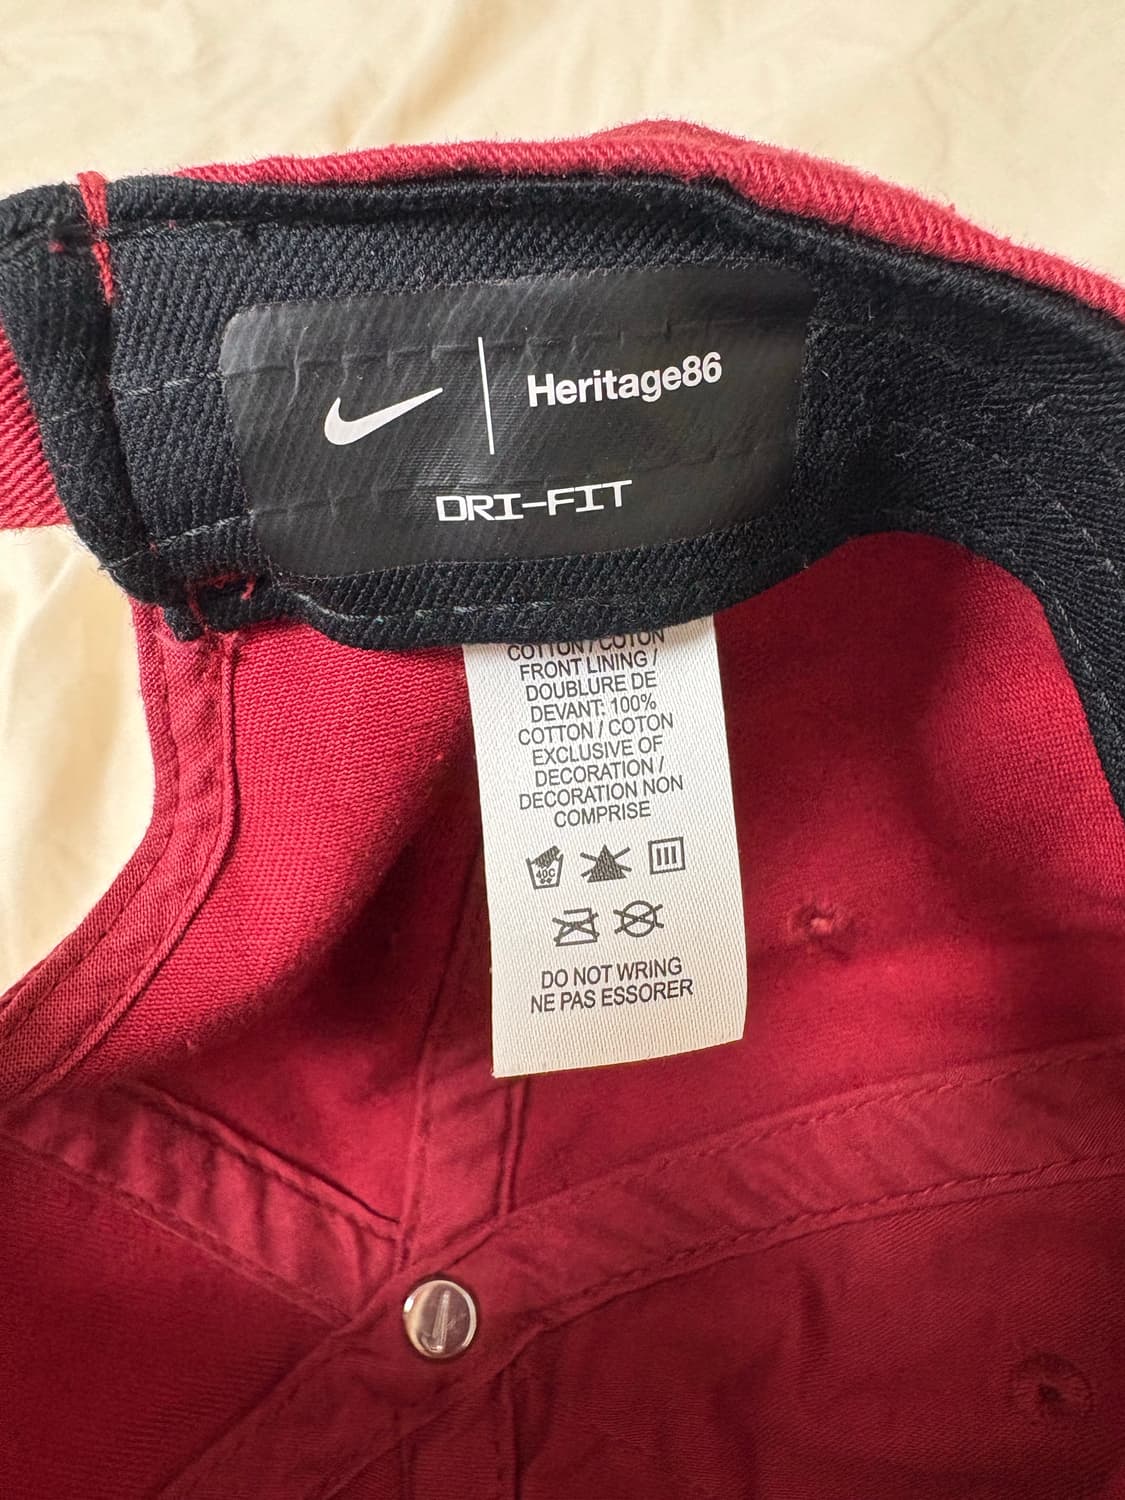 Heritage86
DRI-FIT
COTTON / COTON
FRONT LINING /
DOUBLURE DE
DEVANT: 100%
COTTON / COTON
EXCLUSIVE OF
DECORATION /
DECORATION NON
COMPRISE
40C
DO NOT WRING
NE PAS ESSORER